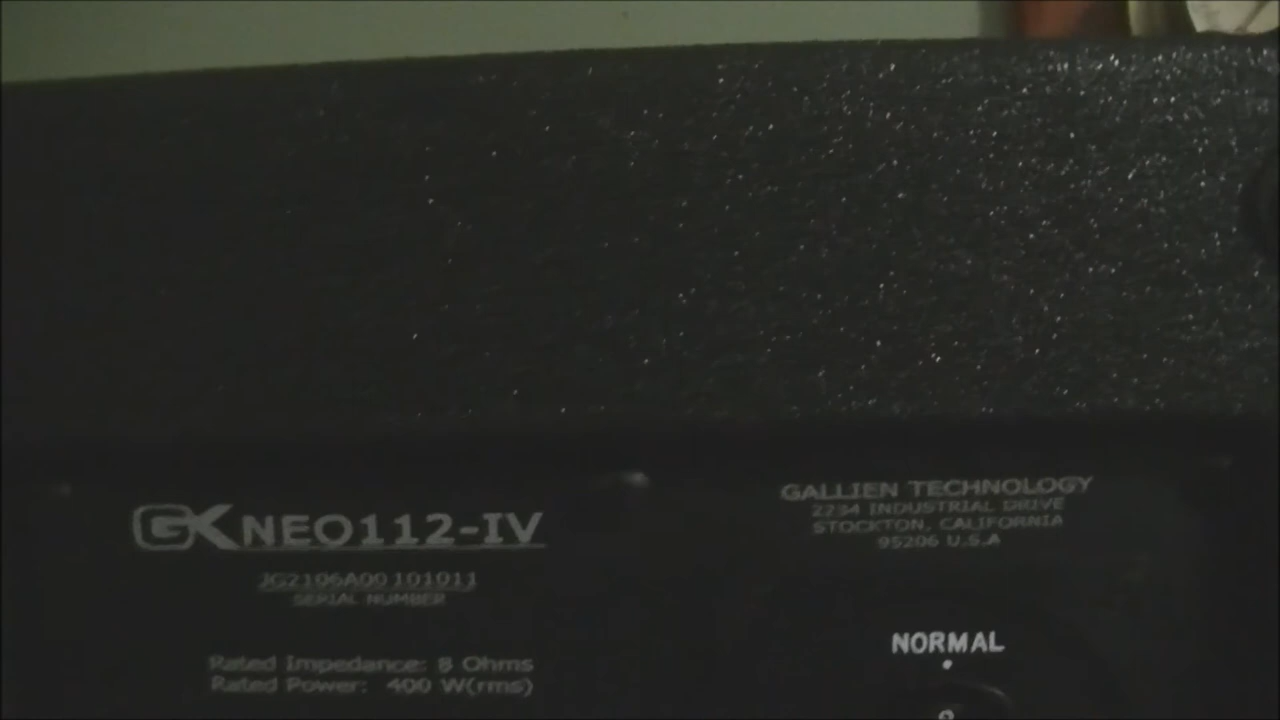 GK NEO112-IV
JG2106A00101011
SERIAL NUMBER
Rated Impedance: 8 Ohms
Rated Power: 400 W(rms)
GALLIEN TECHNOLOGY
2234 INDUSTRIAL DRIVE
STOCKTON, CALIFORNIA
95206 U.S.A
NORMAL